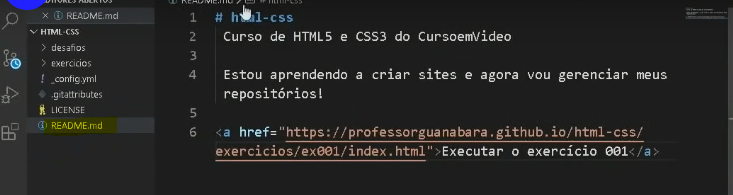 README.md
HTML-CSS
desafios
exercicios
_config.yml
.gitattributes
LICENSE
README.md
README.md > # html-css
1 # html-css
2 Curso de HTML5 e CSS3 do CursoemVideo
3
4 Estou aprendendo a criar sites e agora vou gerenciar meus
repositórios!
5
6 <a href="https://professorguanabara.github.io/html-css/
exercicios/ex001/index.html">Executar o exercício 001</a>